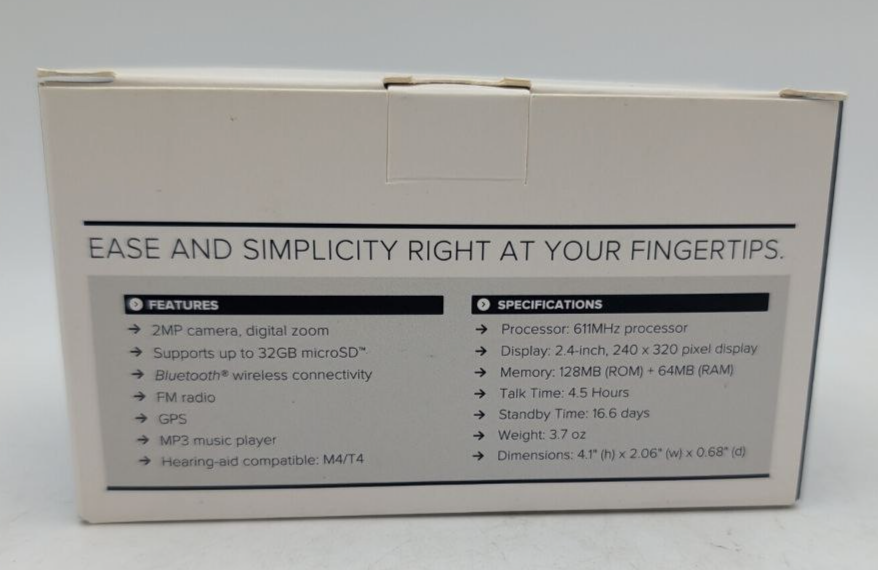 EASE AND SIMPLICITY RIGHT AT YOUR FINGERTIPS.
FEATURES
→ 2MP camera, digital zoom
→ Supports up to 32GB microSD™
→ Bluetooth® wireless connectivity
→ FM radio
→ GPS
→ MP3 music player
→ Hearing-aid compatible: M4/T4
SPECIFICATIONS
→ Processor: 611MHz processor
→ Display: 2.4-inch, 240 x 320 pixel display
→ Memory: 128MB (ROM) + 64MB (RAM)
→ Talk Time: 4.5 Hours
→ Standby Time: 16.6 days
→ Weight: 3.7 oz
→ Dimensions: 4.1" (h) x 2.06" (w) x 0.68" (d)